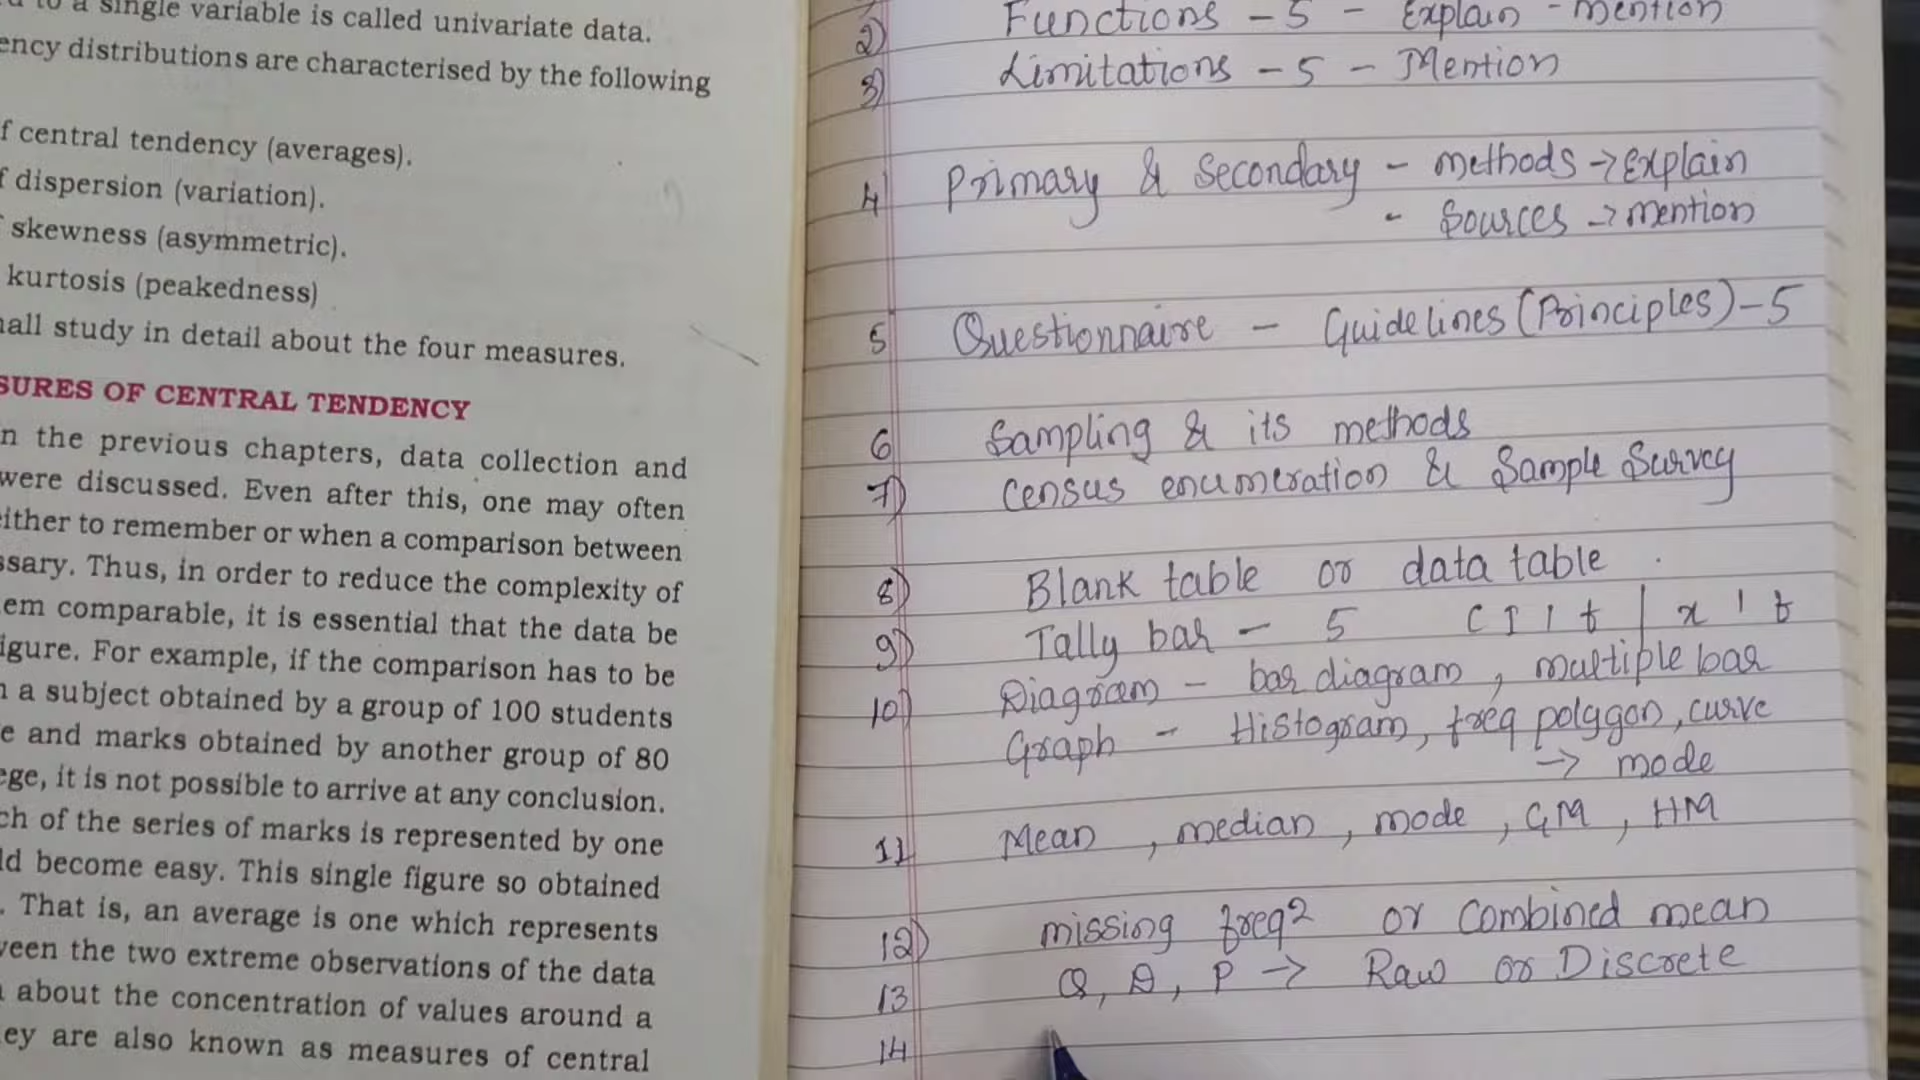 to a single variable is called univariate data.
ency distributions are characterised by the following
f central tendency (averages).
f dispersion (variation).
skewness (asymmetric).
kurtosis (peakedness)
all study in detail about the four measures.
SURES OF CENTRAL TENDENCY
n the previous chapters, data collection and
were discussed. Even after this, one may often
ither to remember or when a comparison between
ssary. Thus, in order to reduce the complexity of
em comparable, it is essential that the data be
igure. For example, if the comparison has to be
a subject obtained by a group of 100 students
e and marks obtained by another group of 80
ege, it is not possible to arrive at any conclusion.
ch of the series of marks is represented by one
ld become easy. This single figure so obtained
. That is, an average is one which represents
ween the two extreme observations of the data
about the concentration of values around a
ey are also known as measures of central
2) Functions - 5 - Explain - mention
3) Limitations - 5 - Mention
4 Primary & Secondary - methods → Explain
- Sources → mention
5 Questionnaire - Guidelines (Principles) - 5
6 Sampling & its methods
7) Census enumeration & Sample Survey
8) Blank table or data table
9) Tally bar - 5 C I | f | x | f
10) Diagram - bar diagram, multiple bar
Graph - Histogram, freq polygon, curve
→ mode
11 Mean, median, mode, GM, HM
12) missing freq or Combined mean
13 Q, D, P → Raw or Discrete
14